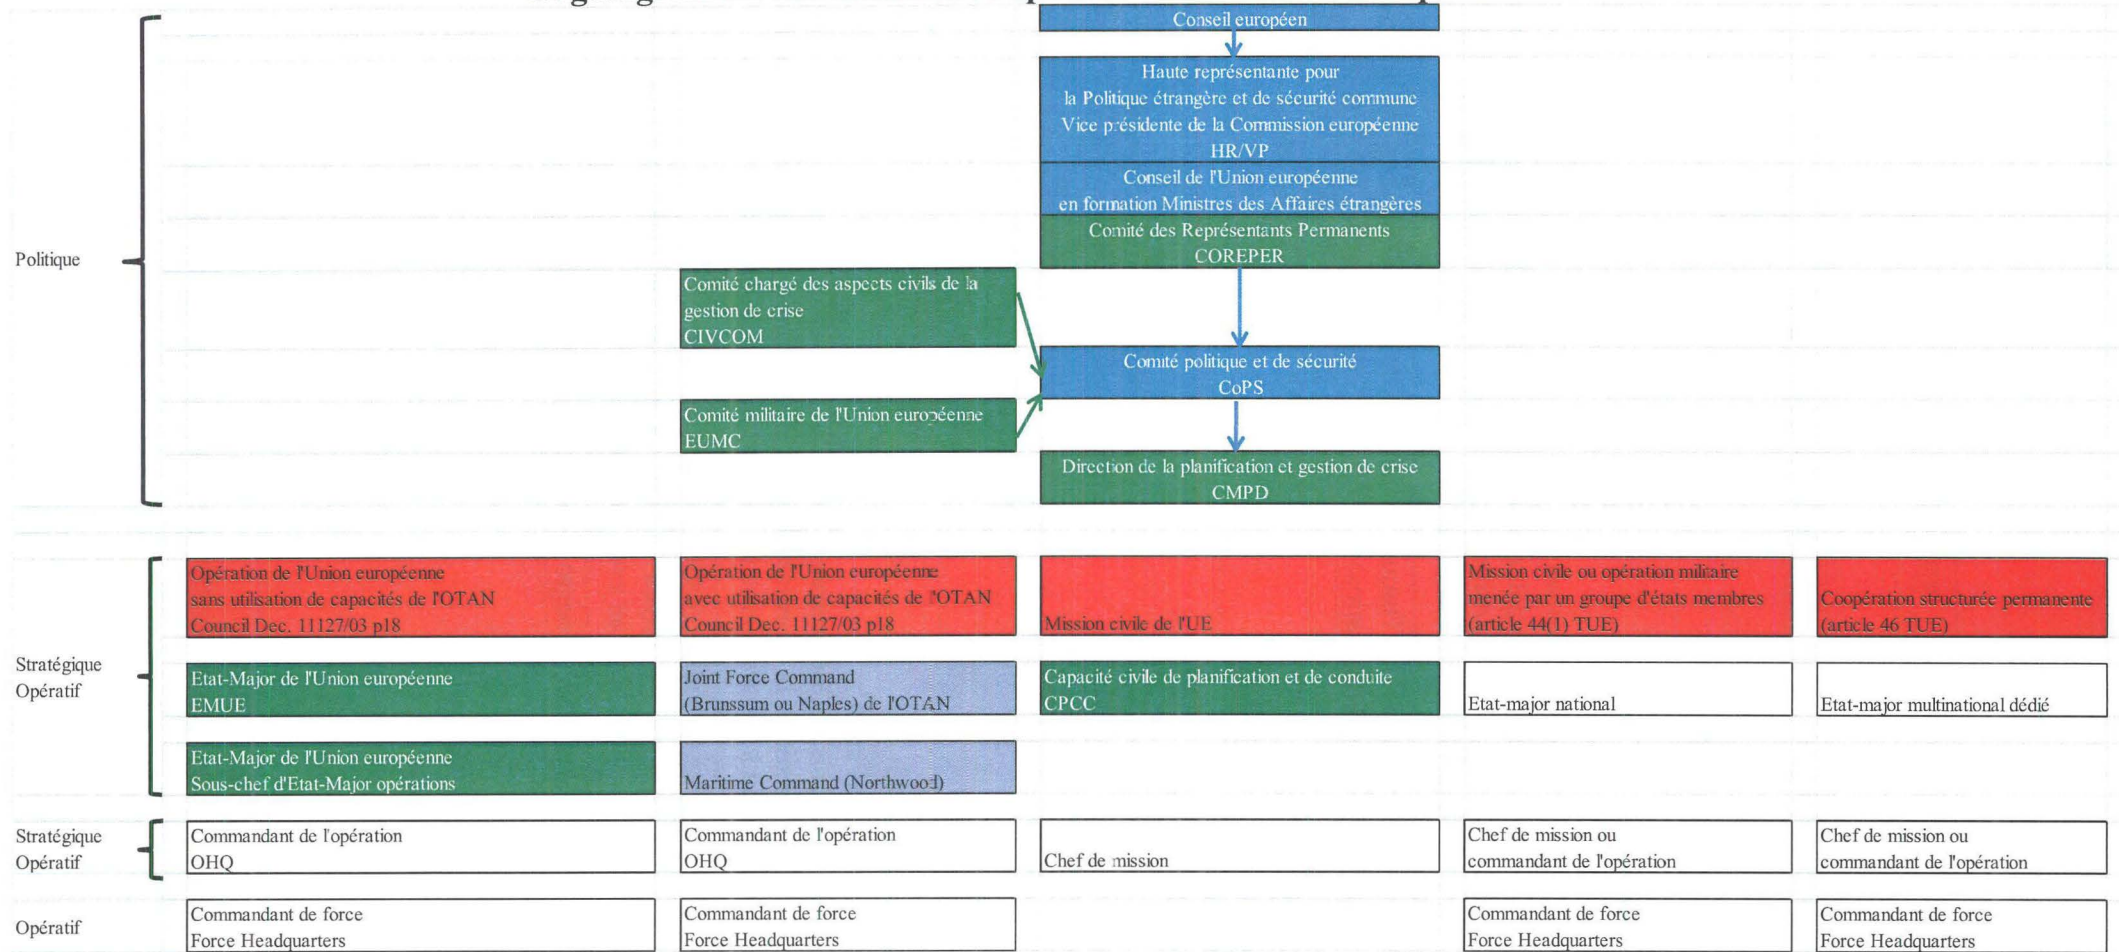 Conseil européen
Haute représentante pour
la Politique étrangère et de sécurité commune
Vice présidente de la Commission européenne
HR/VP
Conseil de l'Union européenne
en formation Ministres des Affaires étrangères
Comité des Représentants Permanents
COREPER
Politique
Comité chargé des aspects civils de la
gestion de crise
CIVCOM
Comité politique et de sécurité
CoPS
Comité militaire de l'Union européenne
EUMC
Direction de la planification et gestion de crise
CMPD
Opération de l'Union européenne
sans utilisation de capacités de l'OTAN
Council Dec. 11127/03 p18
Opération de l'Union européenne
avec utilisation de capacités de l'OTAN
Council Dec. 11127/03 p18
Mission civile de l'UE
Mission civile ou opération militaire
menée par un groupe d'états membres
(article 44(1) TUE)
Coopération structurée permanente
(article 46 TUE)
Stratégique
Opératif
Etat-Major de l'Union européenne
EMUE
Joint Force Command
(Brunssum ou Naples) de l'OTAN
Capacité civile de planification et de conduite
CPCC
Etat-major national
Etat-major multinational dédié
Etat-Major de l'Union européenne
Sous-chef d'Etat-Major opérations
Maritime Command (Northwood)
Stratégique
Opératif
Commandant de l'opération
OHQ
Commandant de l'opération
OHQ
Chef de mission
Chef de mission ou
commandant de l'opération
Chef de mission ou
commandant de l'opération
Opératif
Commandant de force
Force Headquarters
Commandant de force
Force Headquarters
Commandant de force
Force Headquarters
Commandant de force
Force Headquarters